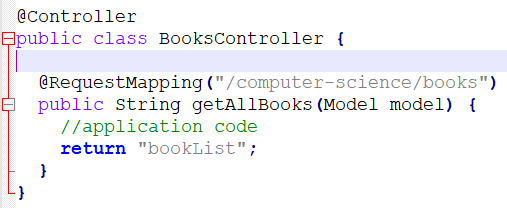 @Controller
public class BooksController {
@RequestMapping("/computer-science/books")
public String getAllBooks(Model model) {
//application code
return "bookList";
}
}